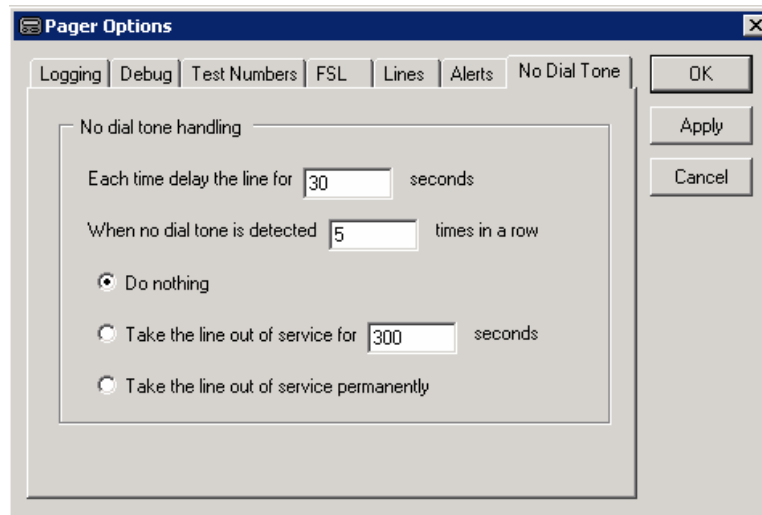 Pager Options
Logging Debug Test Numbers FSL Lines Alerts No Dial Tone
OK
Apply
Cancel
No dial tone handling
Each time delay the line for 30 seconds
When no dial tone is detected 5 times in a row
Do nothing
Take the line out of service for 300 seconds
Take the line out of service permanently